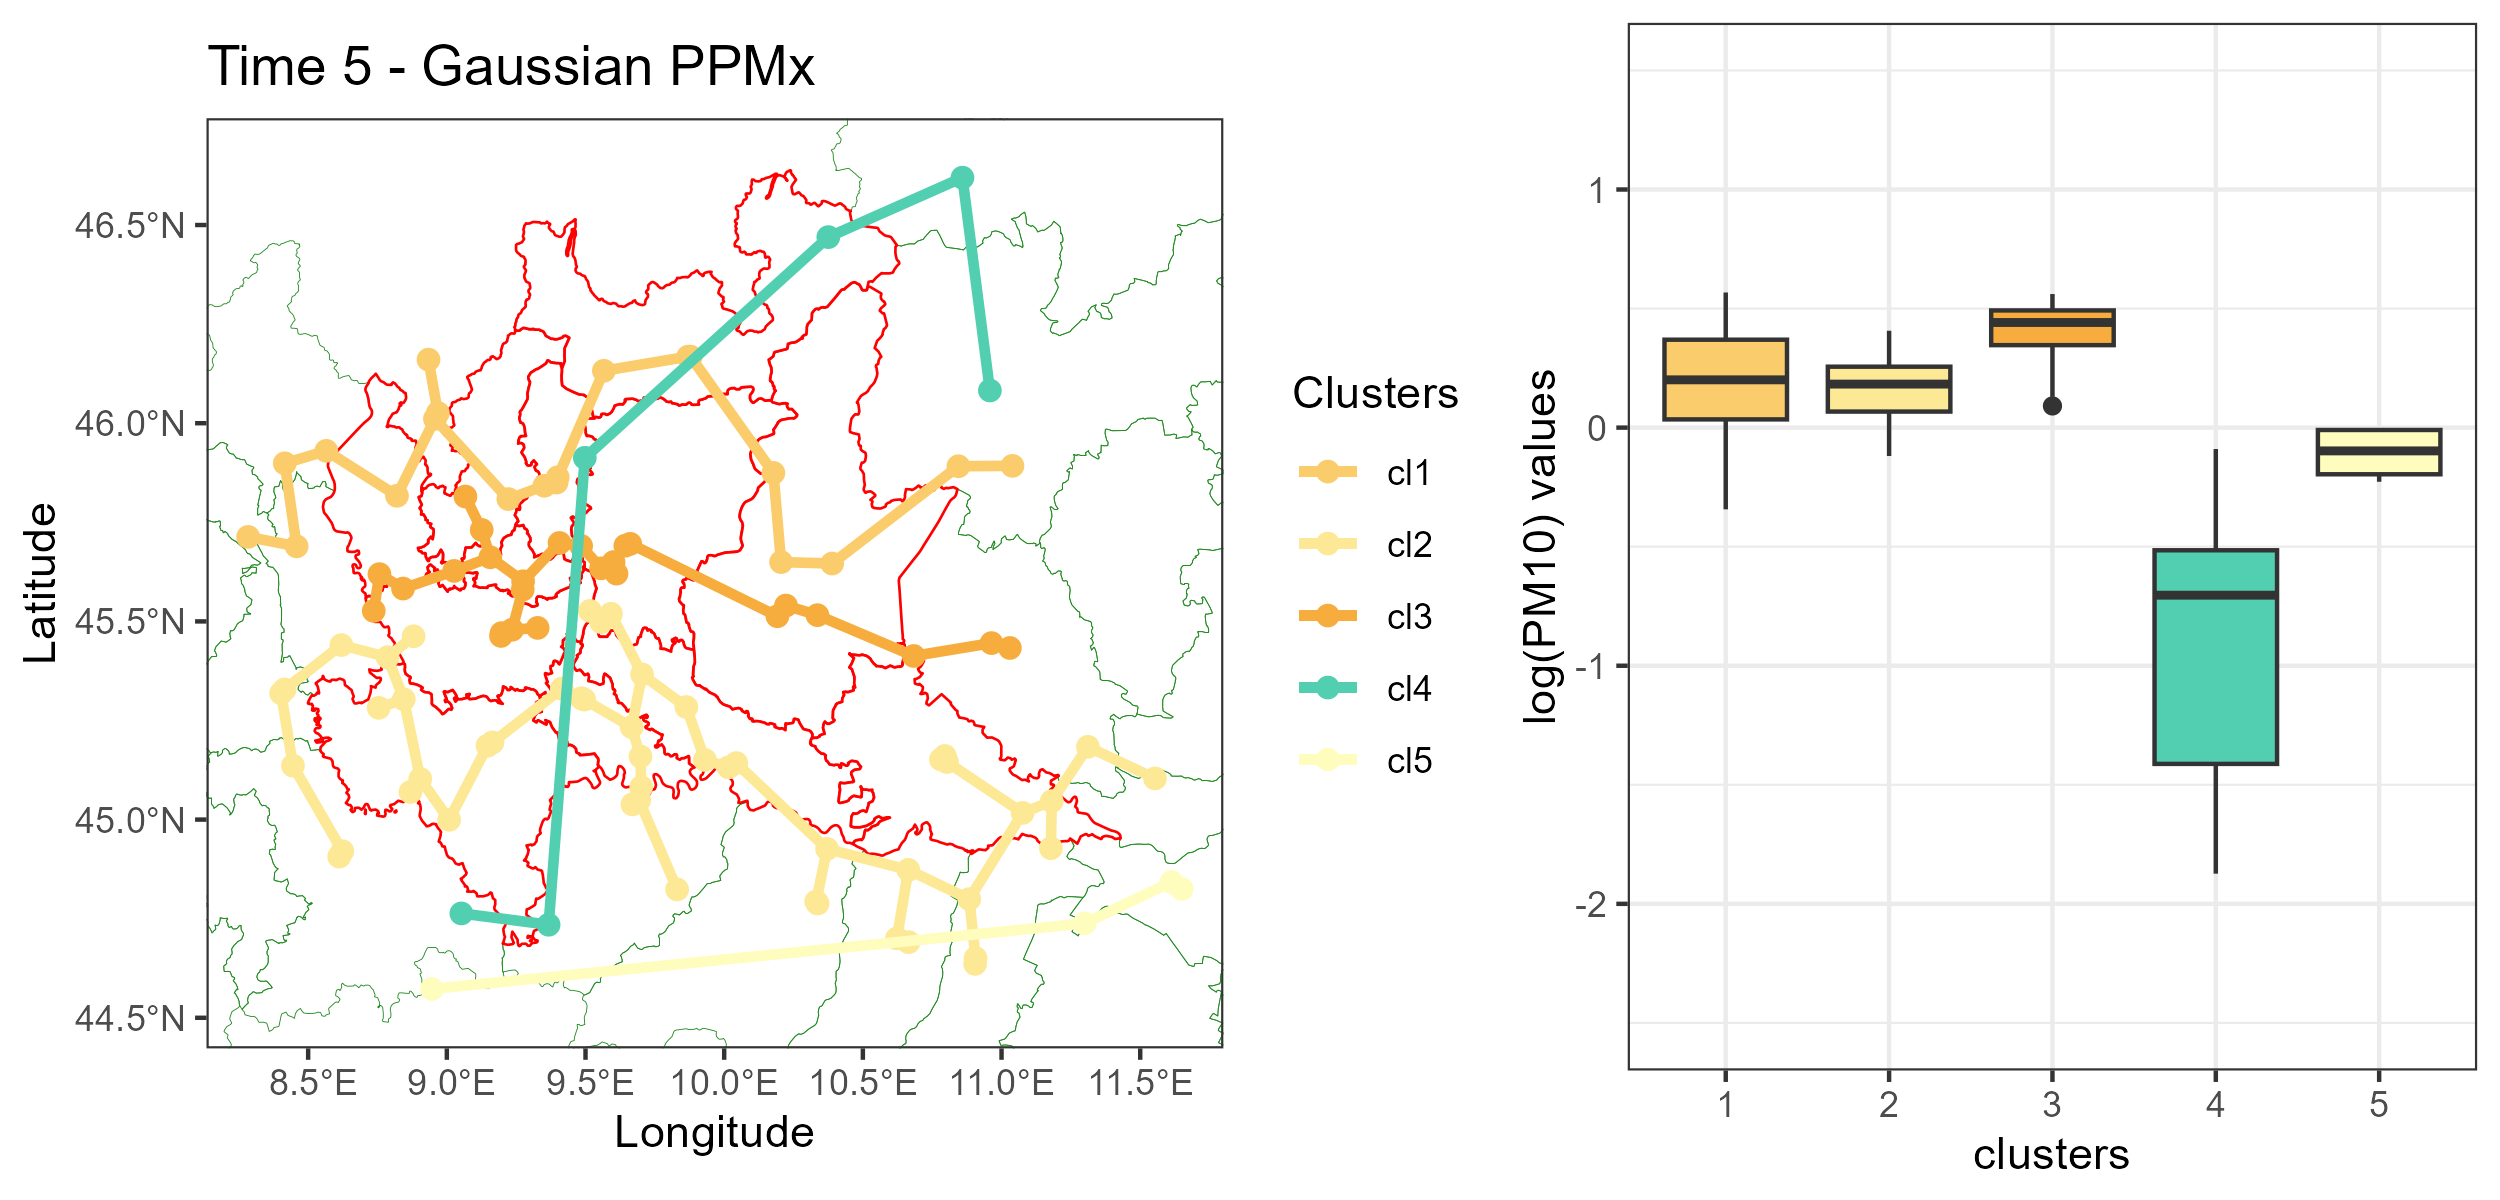 Time 5 - Gaussian PPMx
46.5°N
46.0°N
45.5°N
45.0°N
44.5°N
Latitude
8.5°E 9.0°E 9.5°E 10.0°E 10.5°E 11.0°E 11.5°E
Longitude
Clusters
cl1
cl2
cl3
cl4
cl5
log(PM10) values
1
0
-1
-2
1 2 3 4 5
clusters